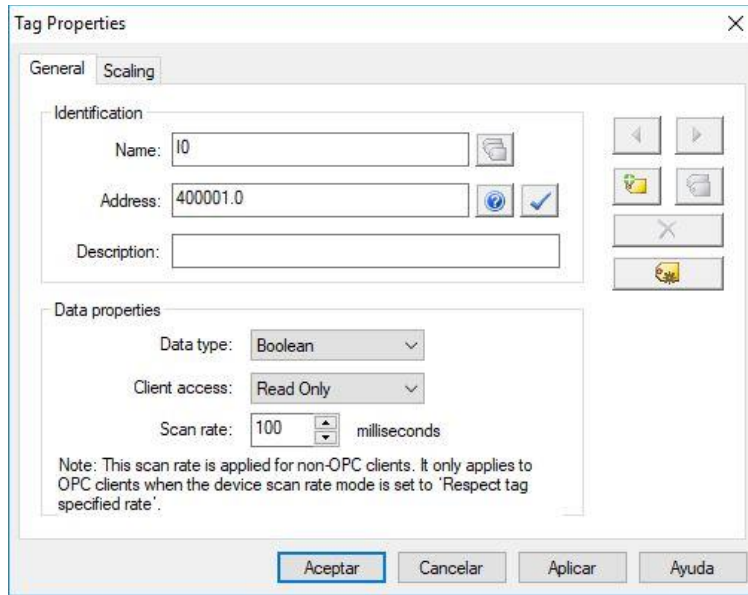 Tag Properties
General Scaling
Identification
Name: I0
Address: 400001.0
Description:
Data properties
Data type: Boolean
Client access: Read Only
Scan rate: 100 milliseconds
Note: This scan rate is applied for non-OPC clients. It only applies to
OPC clients when the device scan rate mode is set to 'Respect tag
specified rate'.
Aceptar Cancelar Aplicar Ayuda